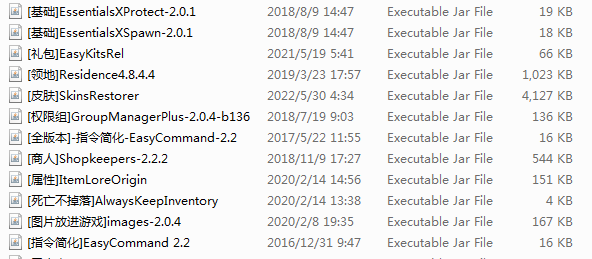 [基础]EssentialsXProtect-2.0.1 2018/8/9 14:47 Executable Jar File 19 KB
[基础]EssentialsXSpawn-2.0.1 2018/8/9 14:47 Executable Jar File 18 KB
[礼包]EasyKitsRel 2021/5/19 5:41 Executable Jar File 66 KB
[领地]Residence4.8.4.4 2019/3/23 17:57 Executable Jar File 1,023 KB
[皮肤]SkinsRestorer 2022/5/30 4:34 Executable Jar File 4,127 KB
[权限组]GroupManagerPlus-2.0.4-b136 2018/7/19 9:03 Executable Jar File 136 KB
[全版本]-指令简化-EasyCommand-2.2 2017/5/22 11:55 Executable Jar File 16 KB
[商人]Shopkeepers-2.2.2 2018/11/9 17:27 Executable Jar File 544 KB
[属性]ItemLoreOrigin 2020/2/14 14:56 Executable Jar File 151 KB
[死亡不掉落]AlwaysKeepInventory 2020/2/14 13:38 Executable Jar File 4 KB
[图片放进游戏]images-2.0.4 2020/2/8 19:35 Executable Jar File 167 KB
[指令简化]EasyCommand 2.2 2016/12/31 9:47 Executable Jar File 16 KB